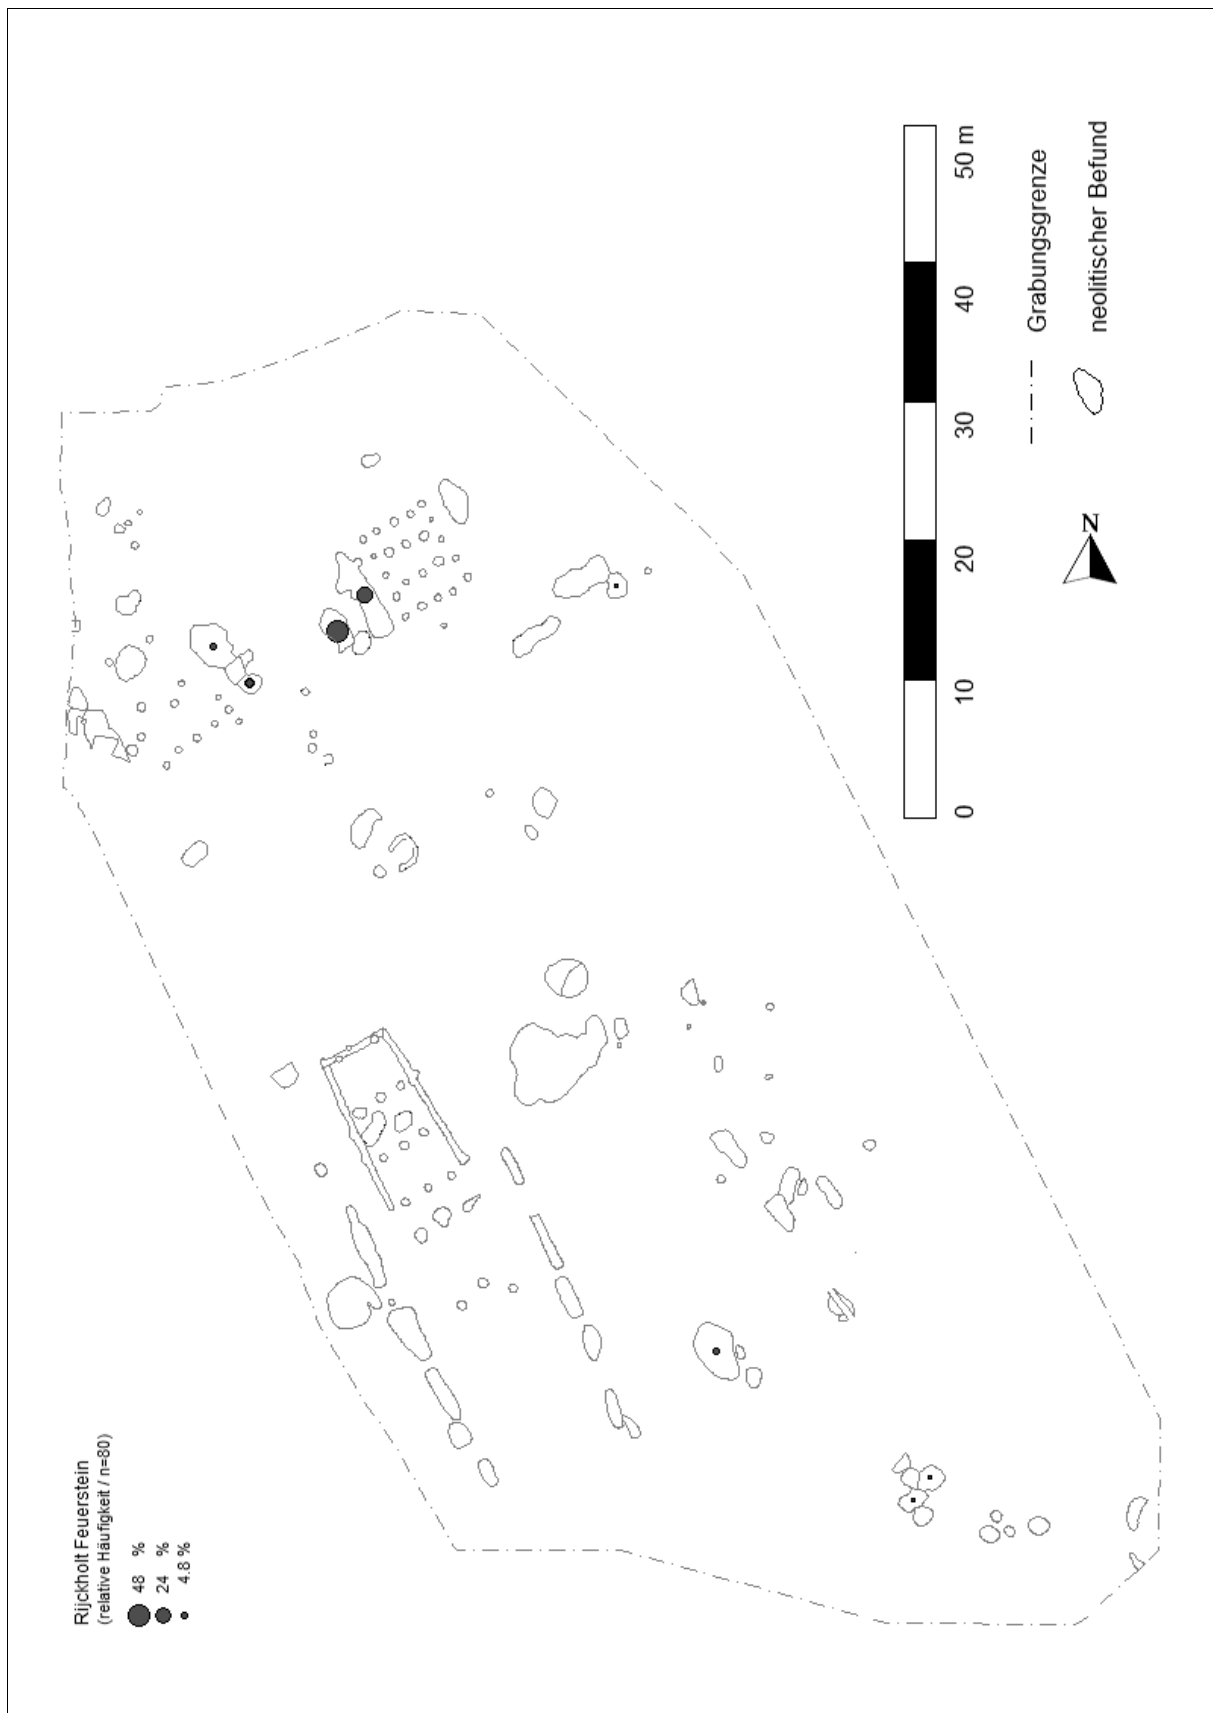 Rijckholt Feuerstein
(relative Häufigkeit / n=80)
48 %
24 %
4.8 %
0 10 20 30 40 50 m
N
Grabungsgrenze
neolitischer Befund